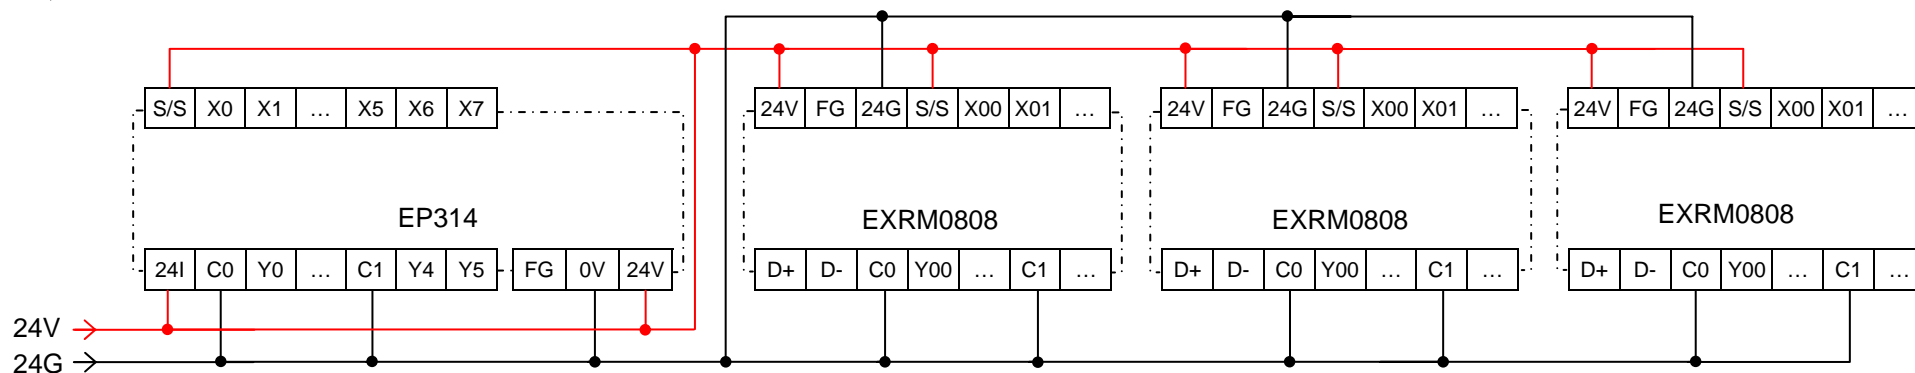 S/S X0 X1 … X5 X6 X7 24V FG 24G S/S X00 X01 … 24V FG 24G S/S X00 X01 … 24V FG 24G S/S X00 X01 …
EP314 EXRM0808 EXRM0808 EXRM0808
24I C0 Y0 … C1 Y4 Y5 FG 0V 24V D+ D- C0 Y00 … C1 … D+ D- C0 Y00 … C1 … D+ D- C0 Y00 … C1 …
24V
24G